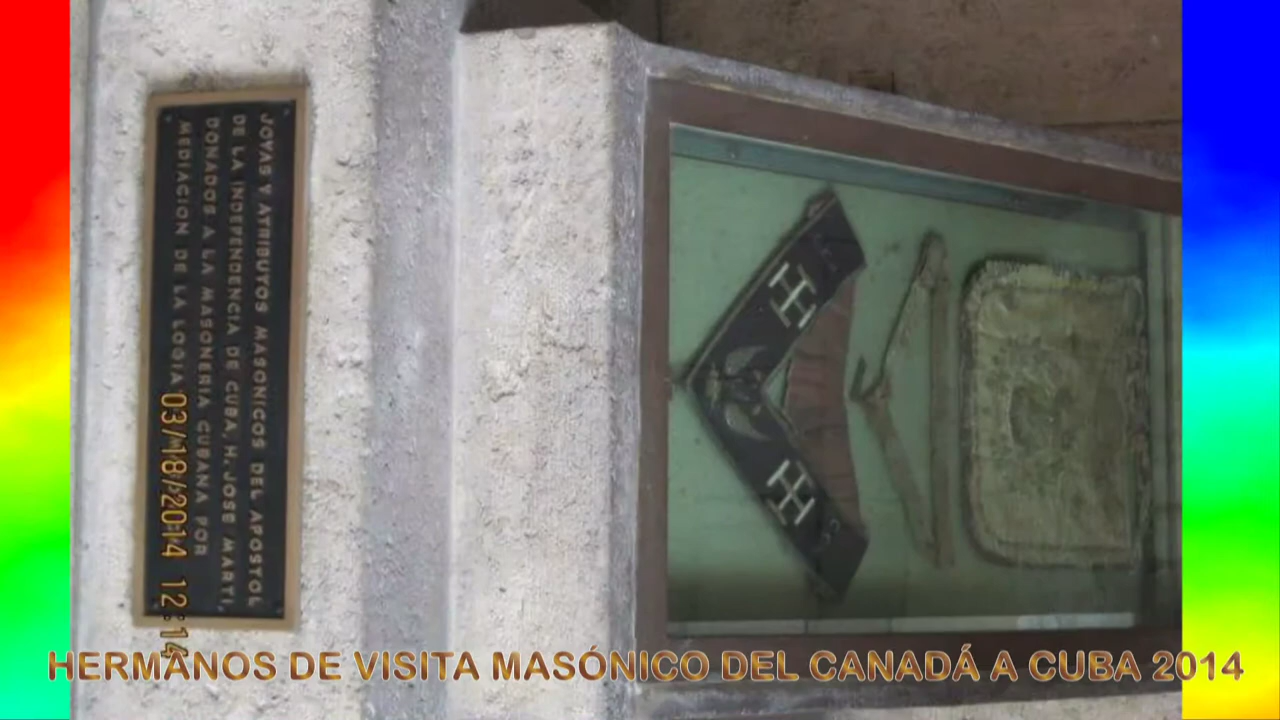 JOYAS Y ATRIBUTOS MASONICOS DEL APOSTOL
DE LA INDEPENDENCIA DE CUBA, H. JOSE MARTI,
DONADOS A LA MASONERIA CUBANA POR
MEDIACION DE LA LOGIA
03/18/2014 12:14
HERMANOS DE VISITA MASÓNICO DEL CANADÁ A CUBA 2014